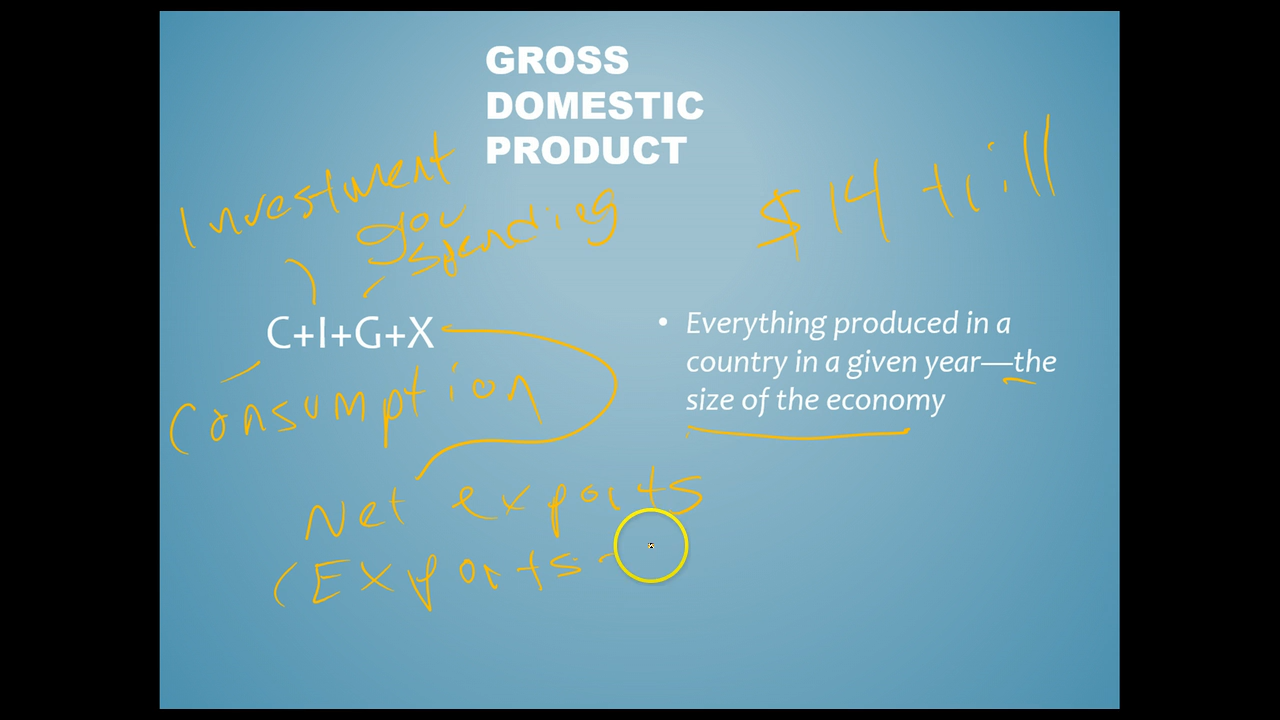 GROSS
DOMESTIC
PRODUCT
$14 trill
Investment
gov
spending
C+I+G+X
Consumption
Net exports
(Exports -
• Everything produced in a
country in a given year—the
size of the economy